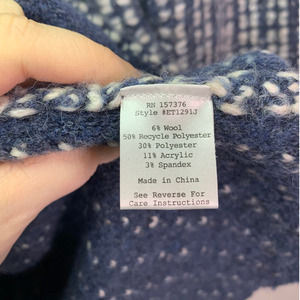 RN 157376
Style #ET1291J
6% Wool
50% Recycle Polyester
30% Polyester
11% Acrylic
3% Spandex
Made in China
See Reverse For
Care Instructions